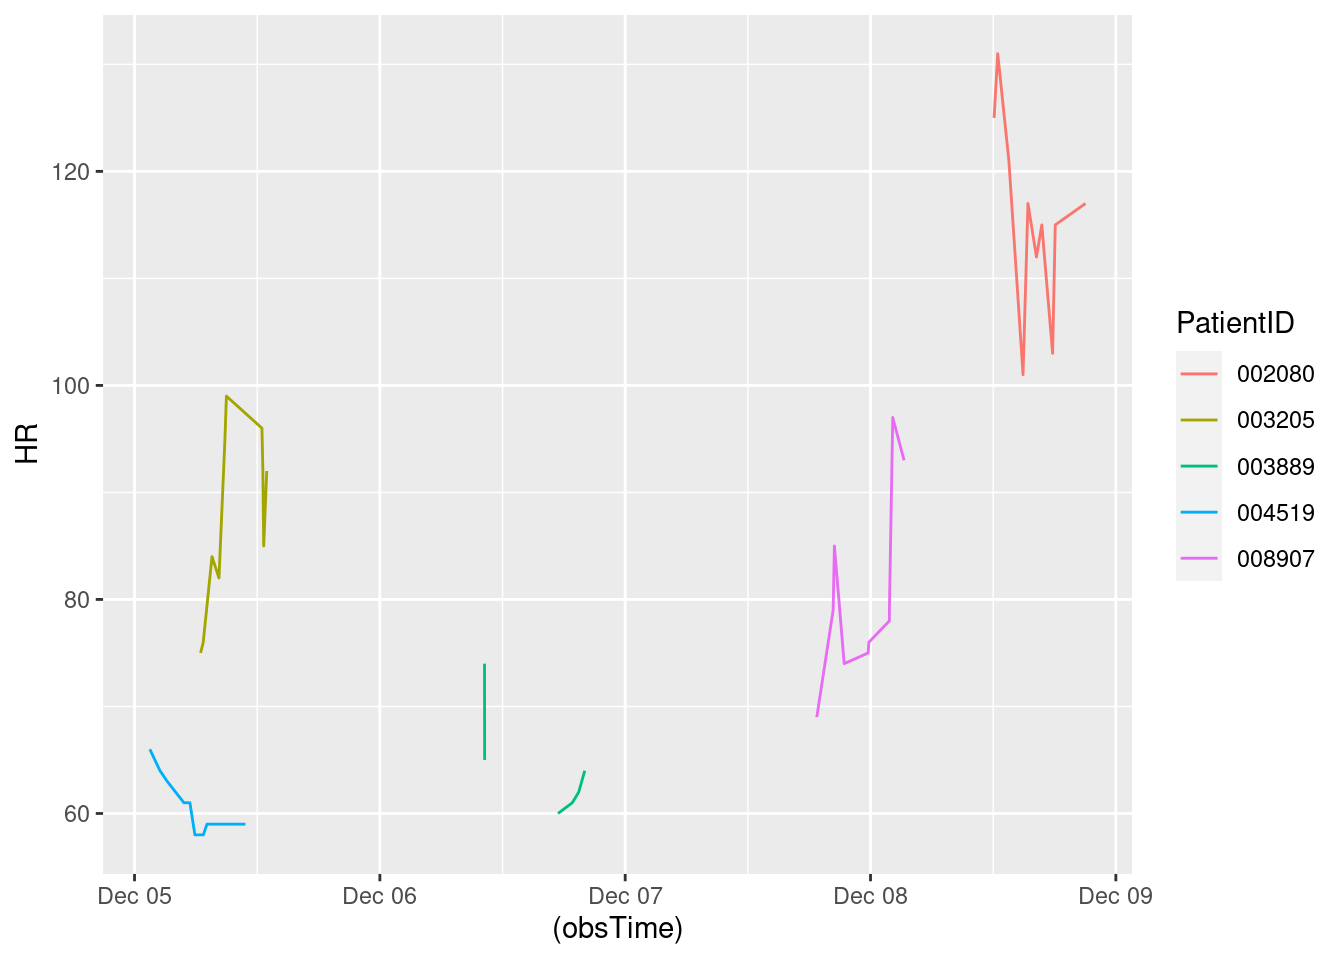 120
100
80
60
HR
Dec 05
Dec 06
Dec 07
Dec 08
Dec 09
(obsTime)
PatientID
002080
003205
003889
004519
008907